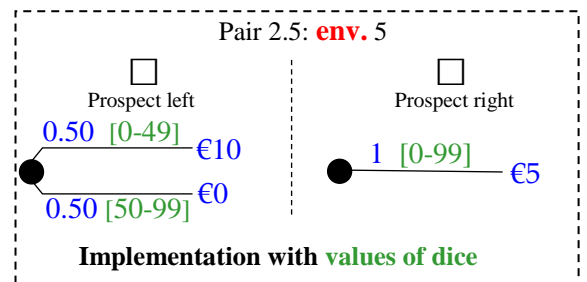 Pair 2.5: env. 5
Prospect left
0.50 [0-49] €10
0.50 [50-99] €0
Prospect right
1 [0-99] €5
Implementation with values of dice